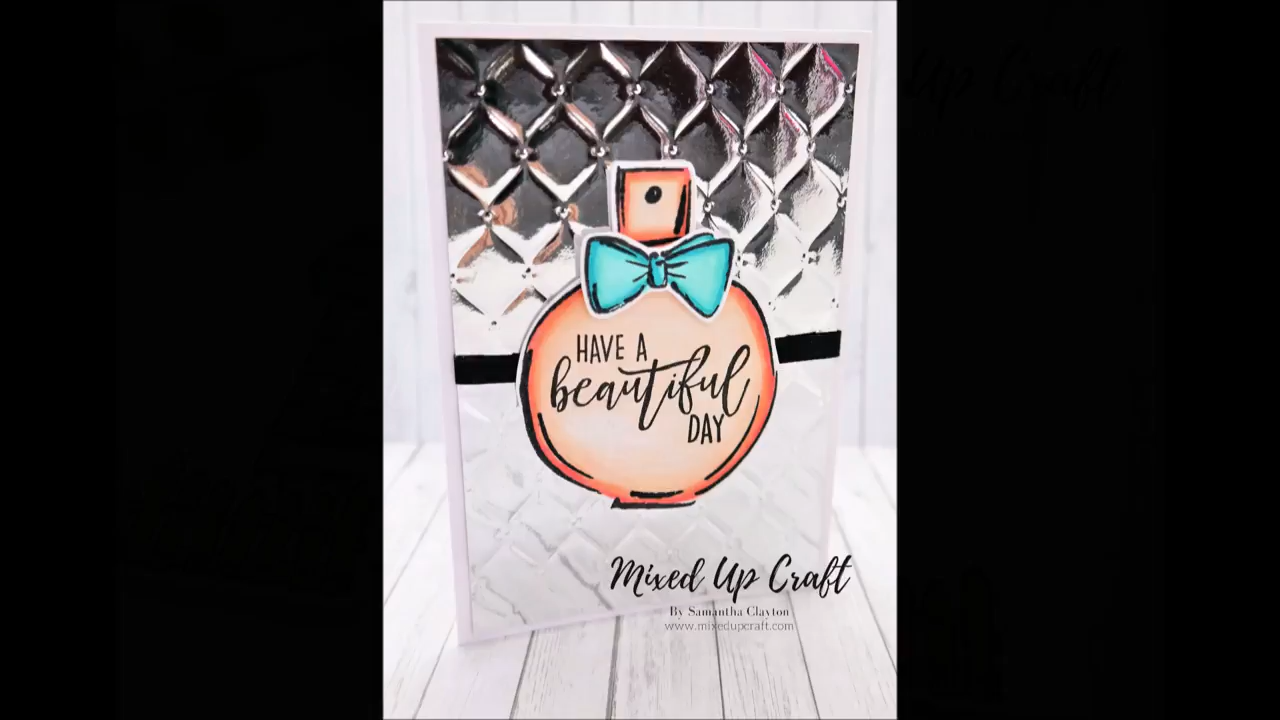 HAVE A
beautiful
DAY
Mixed Up Craft
By Samantha Clayton
www.mixedupcraft.com